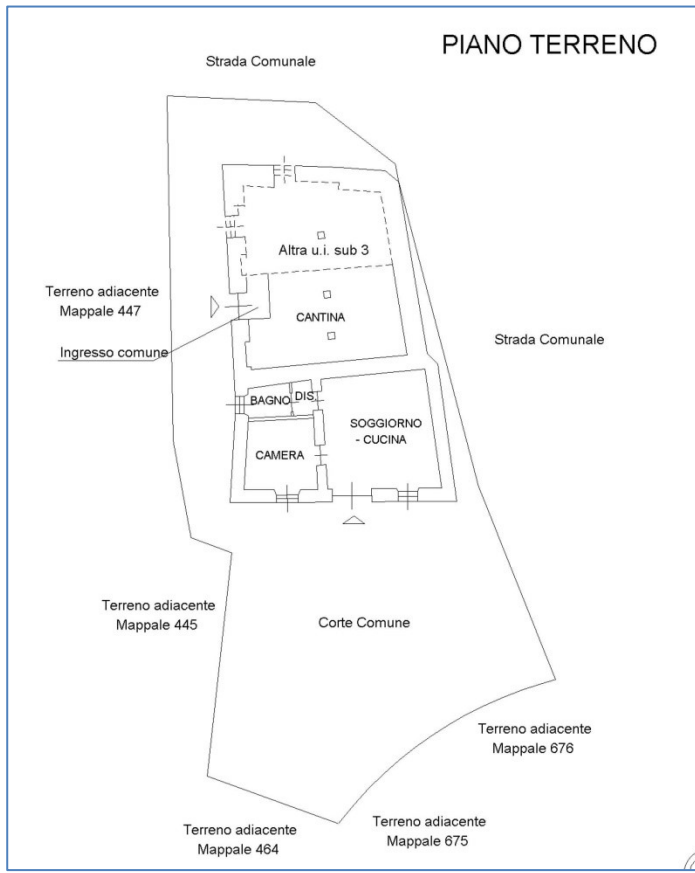 PIANO TERRENO
Strada Comunale
Altra u.i. sub 3
Terreno adiacente
Mappale 447
CANTINA
Ingresso comune
Strada Comunale
BAGNO
DIS.
SOGGIORNO
- CUCINA
CAMERA
Terreno adiacente
Mappale 445
Corte Comune
Terreno adiacente
Mappale 676
Terreno adiacente
Mappale 464
Terreno adiacente
Mappale 675